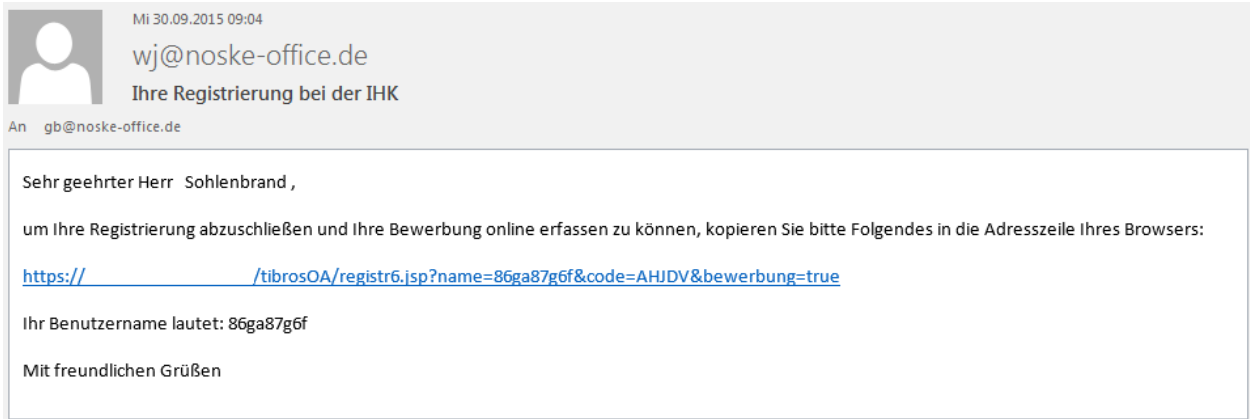 Mi 30.09.2015 09:04
wj@noske-office.de
Ihre Registrierung bei der IHK
An gb@noske-office.de
Sehr geehrter Herr Sohlenbrand ,
um Ihre Registrierung abzuschließen und Ihre Bewerbung online erfassen zu können, kopieren Sie bitte Folgendes in die Adresszeile Ihres Browsers:
https:// /tibrosOA/registr6.jsp?name=86ga87g6f&code=AHJDV&bewerbung=true
Ihr Benutzername lautet: 86ga87g6f
Mit freundlichen Grüßen